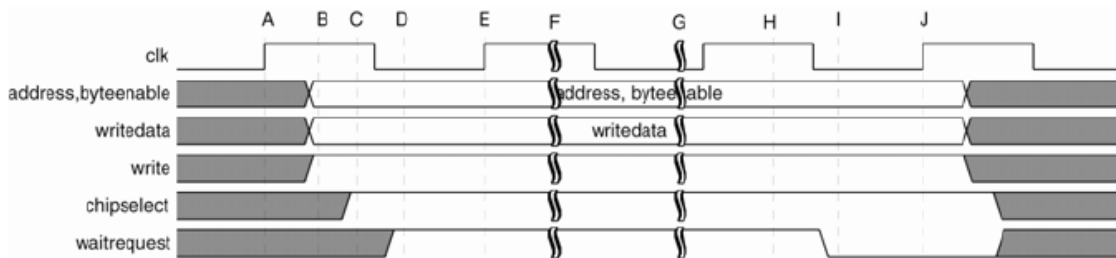 A B C D E F G H I J
clk
address,byteenable address, byteenable
writedata writedata
write
chipselect
waitrequest